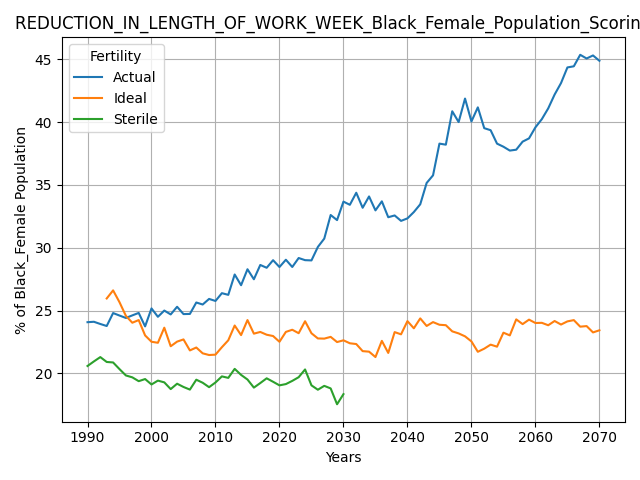 REDUCTION_IN_LENGTH_OF_WORK_WEEK_Black_Female_Population_Scorin
Fertility
Actual
Ideal
Sterile
% of Black_Female Population
45
40
35
30
25
20
1990 2000 2010 2020 2030 2040 2050 2060 2070
Years